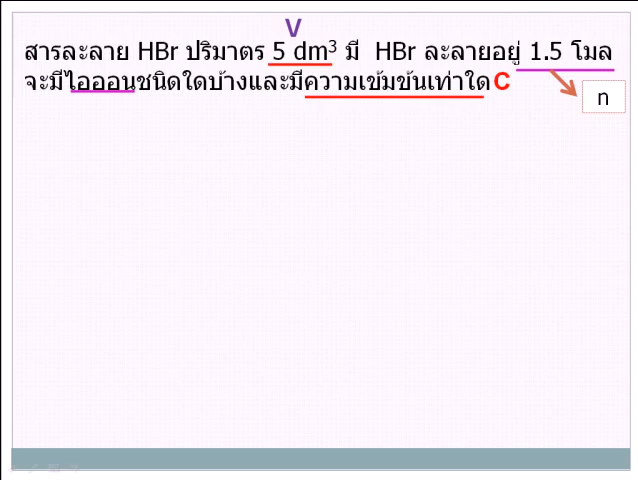 V
สารละลาย HBr ปริมาตร 5 dm³ มี HBr ละลายอยู่ 1.5 โมล
จะมีไอออนชนิดใดบ้างและมีความเข้มข้นเท่าใด C
n